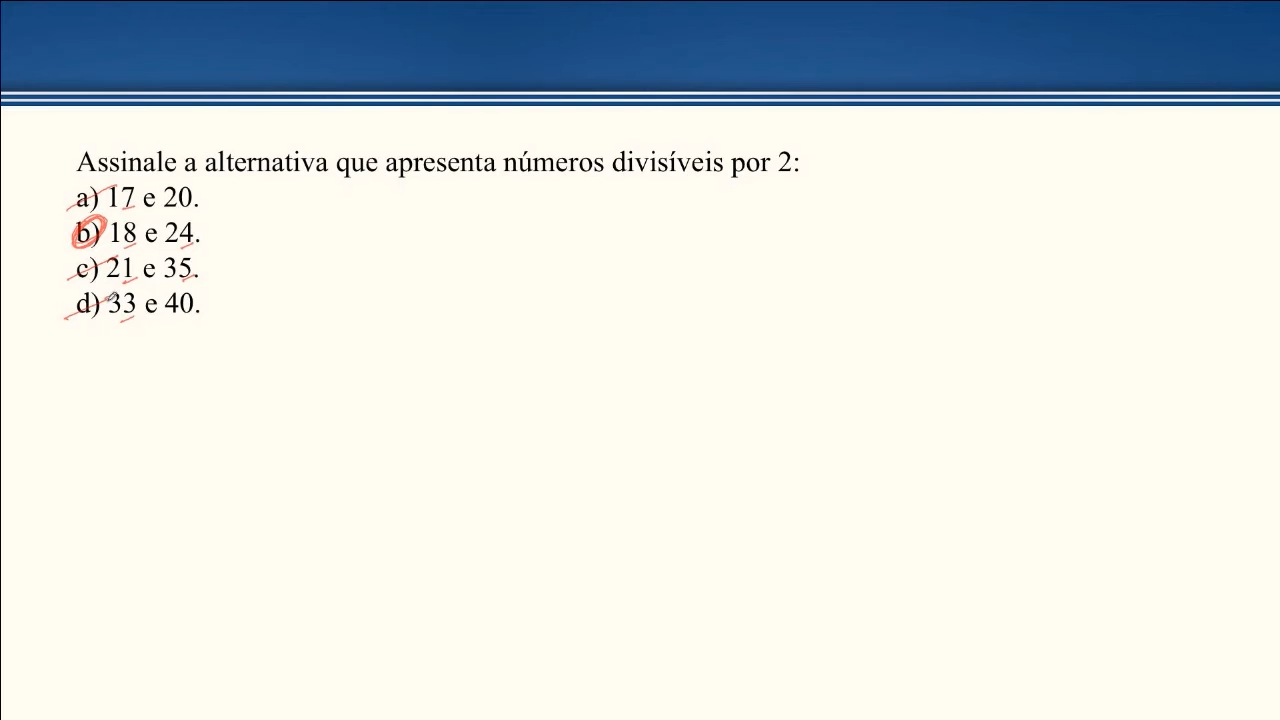 Assinale a alternativa que apresenta números divisíveis por 2:
a) 17 e 20.
b) 18 e 24.
c) 21 e 35.
d) 33 e 40.